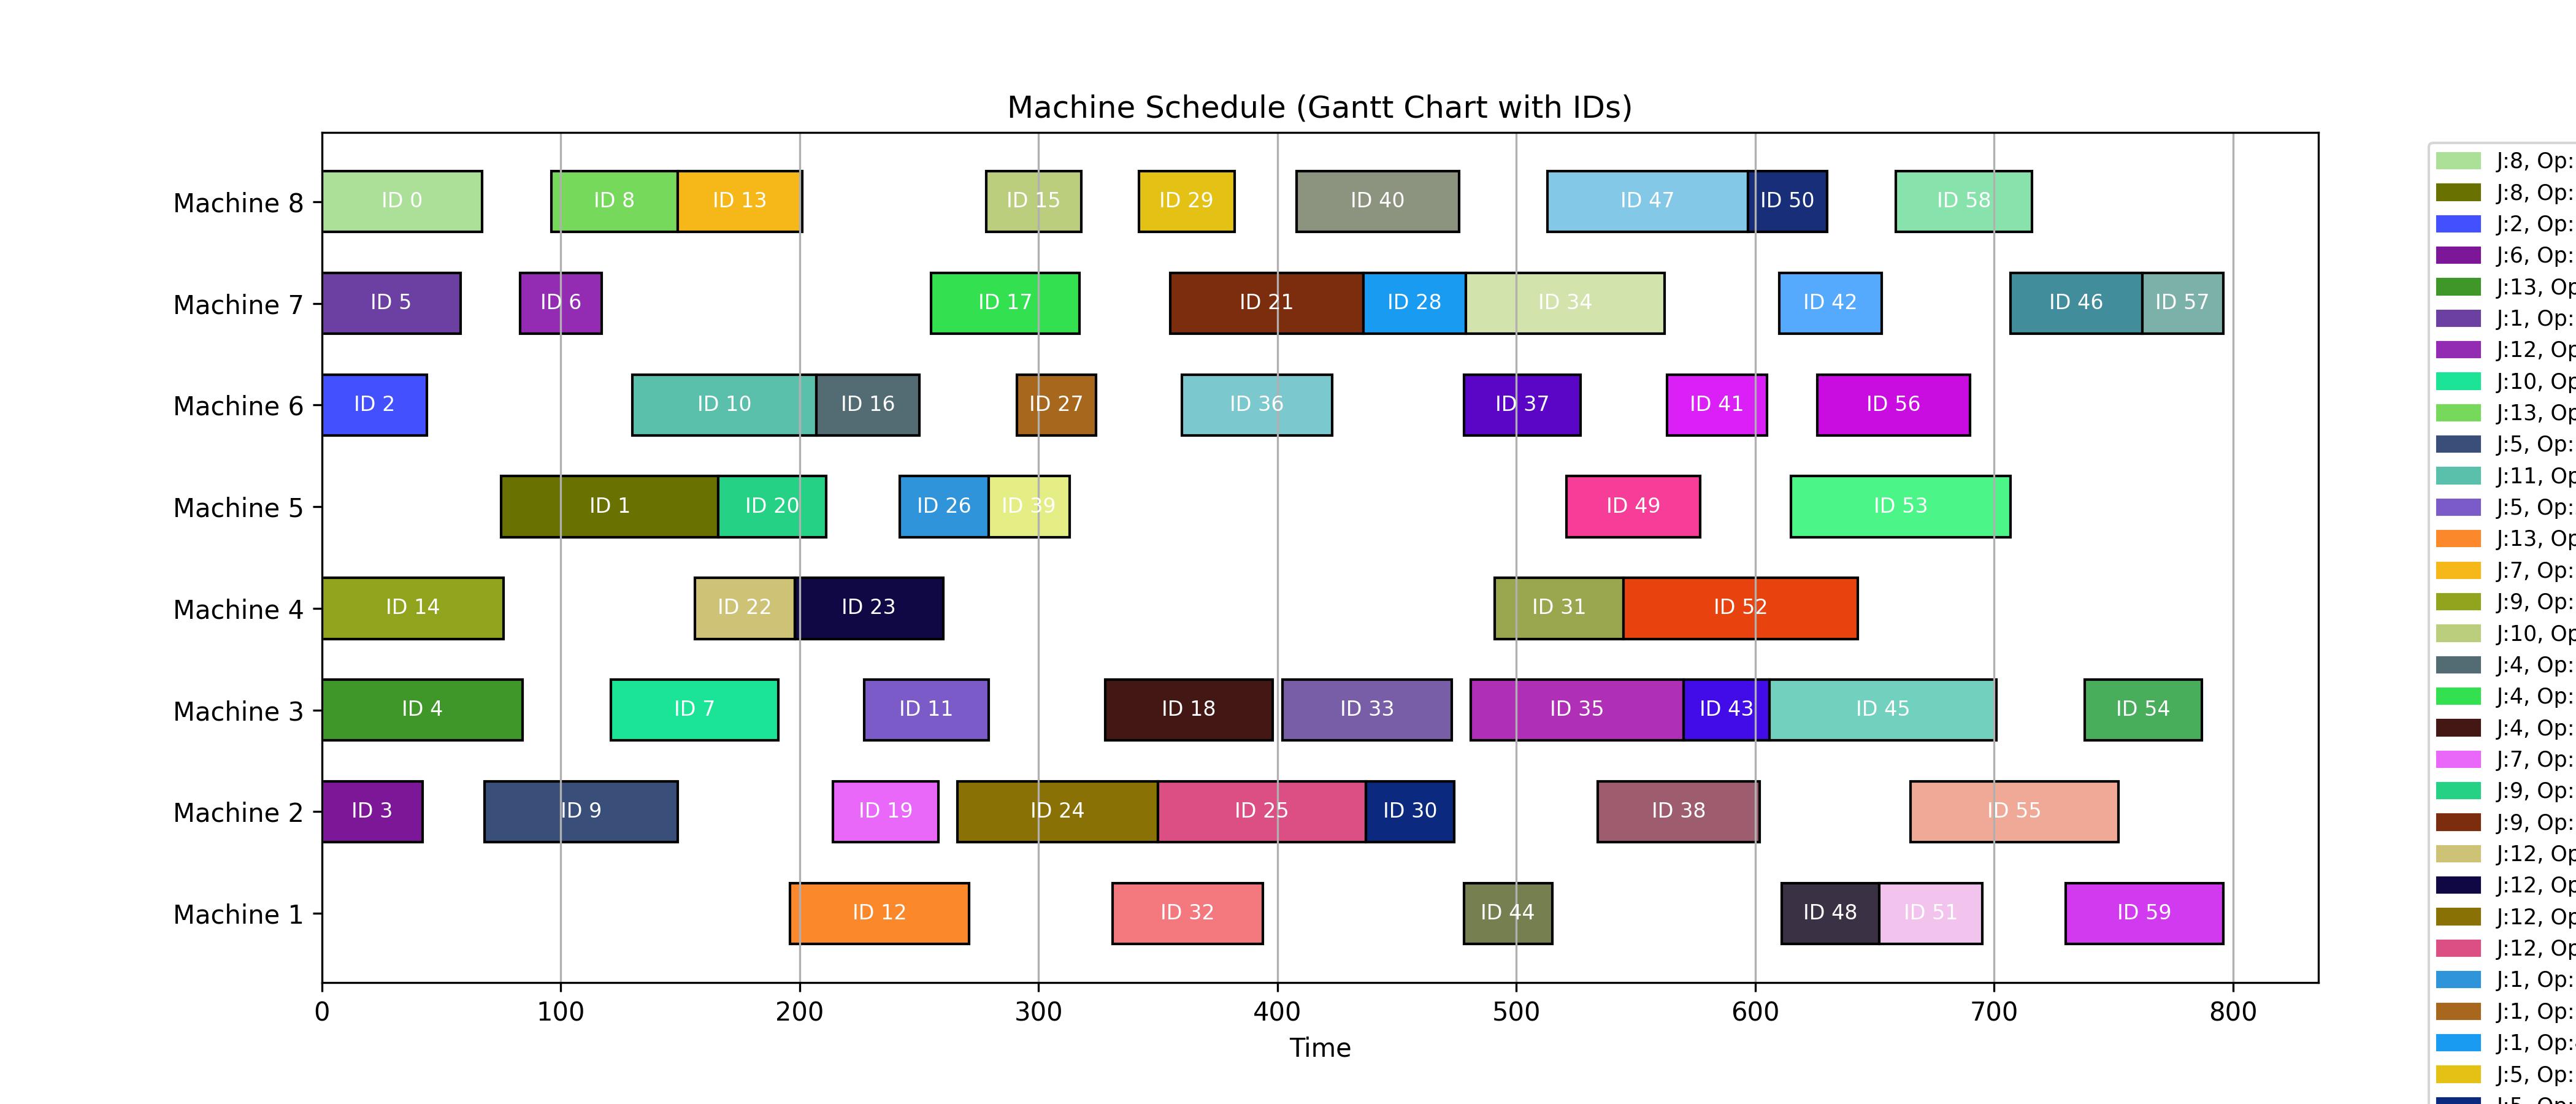 Machine Schedule (Gantt Chart with IDs)
Machine 8
ID 0
ID 8
ID 13
ID 15
ID 29
ID 40
ID 47
ID 50
ID 58
Machine 7
ID 5
ID 6
ID 17
ID 21
ID 28
ID 34
ID 42
ID 46
ID 57
Machine 6
ID 2
ID 10
ID 16
ID 27
ID 36
ID 37
ID 41
ID 56
Machine 5
ID 1
ID 20
ID 26
ID 39
ID 49
ID 53
Machine 4
ID 14
ID 22
ID 23
ID 31
ID 52
Machine 3
ID 4
ID 7
ID 11
ID 18
ID 33
ID 35
ID 43
ID 45
ID 54
Machine 2
ID 3
ID 9
ID 19
ID 24
ID 25
ID 30
ID 38
ID 55
Machine 1
ID 12
ID 32
ID 44
ID 48
ID 51
ID 59
0 100 200 300 400 500 600 700 800
Time
J:8, Op:
J:8, Op:
J:2, Op:
J:6, Op:
J:13, Op
J:1, Op:
J:12, Op
J:10, Op
J:13, Op
J:5, Op:
J:11, Op
J:5, Op:
J:13, Op
J:7, Op:
J:9, Op:
J:10, Op
J:4, Op:
J:4, Op:
J:4, Op:
J:7, Op:
J:9, Op:
J:9, Op:
J:12, Op
J:12, Op
J:12, Op
J:12, Op
J:1, Op:
J:1, Op:
J:1, Op:
J:5, Op: